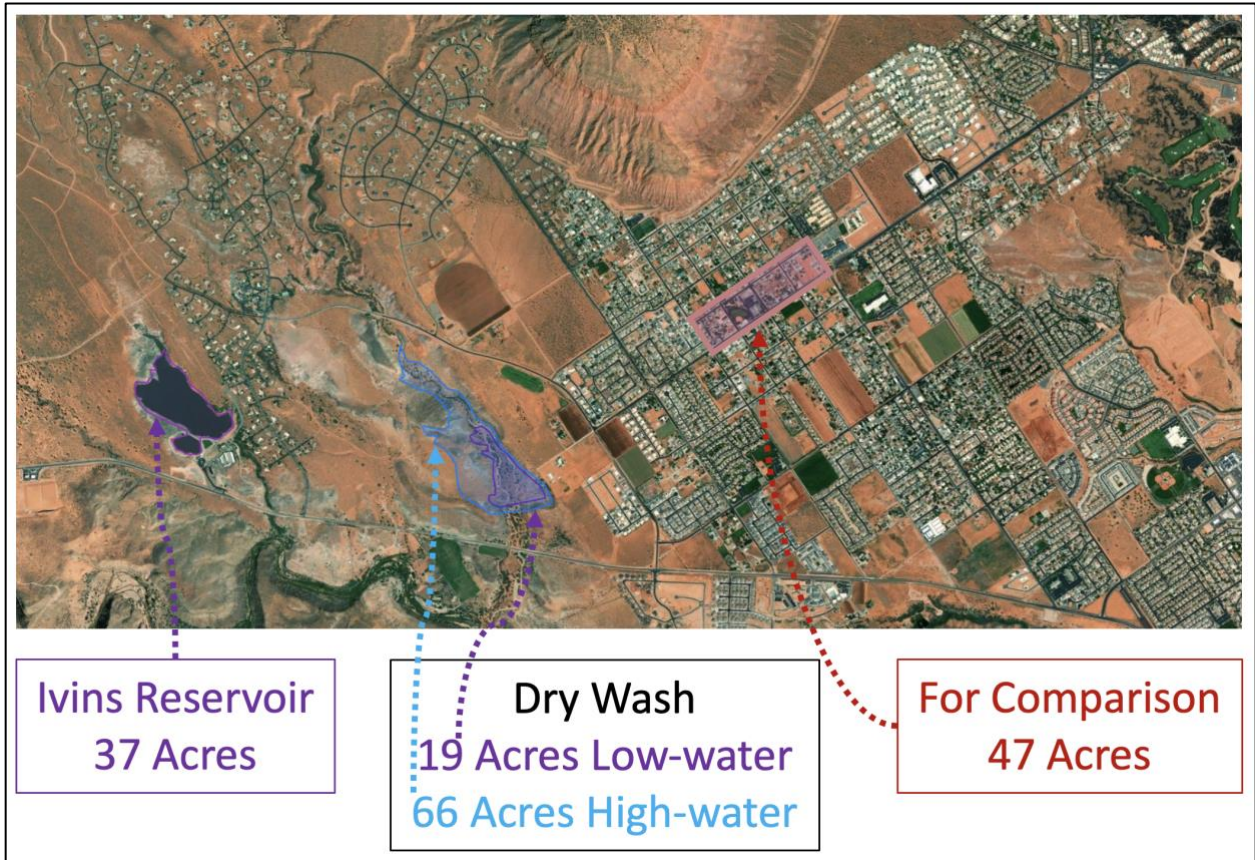 Ivins Reservoir
37 Acres
Dry Wash
19 Acres Low-water
66 Acres High-water
For Comparison
47 Acres